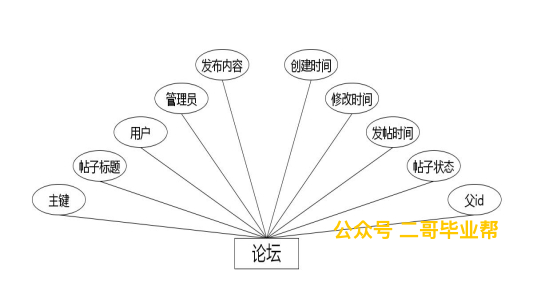 发布内容
创建时间
管理员
修改时间
用户
发帖时间
帖子标题
帖子状态
主键
父id
公众号 二哥毕业帮
论坛